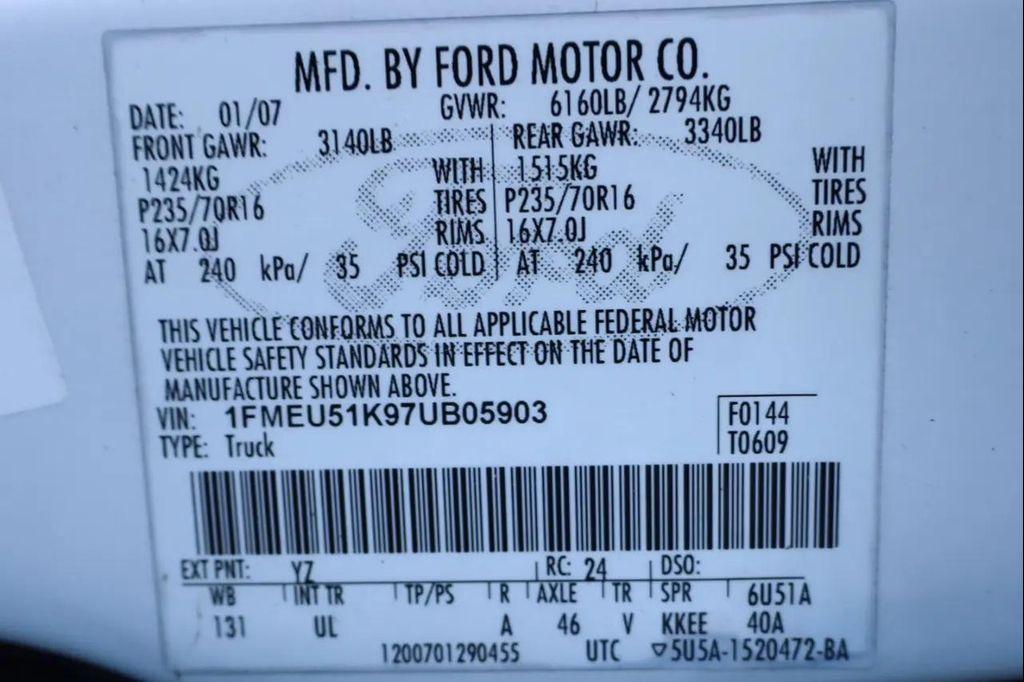 MFD. BY FORD MOTOR CO.
DATE: 01/07 GVWR: 6160LB/ 2794KG
FRONT GAWR: 3140LB REAR GAWR: 3340LB
1424KG WITH 1515KG WITH
P235/70R16 TIRES P235/70R16 TIRES
16X7.0J RIMS 16X7.0J RIMS
AT 240 kPa/ 35 PSI COLD AT 240 kPa/ 35 PSI COLD
Ford
THIS VEHICLE CONFORMS TO ALL APPLICABLE FEDERAL MOTOR
VEHICLE SAFETY STANDARDS IN EFFECT ON THE DATE OF
MANUFACTURE SHOWN ABOVE.
VIN: 1FMEU51K97UB05903 F0144
TYPE: Truck T0609
EXT PNT: YZ RC: 24 DSO:
WB INT TR TP/PS R AXLE TR SPR 6U51A
131 UL A 46 V KKEE 40A
1200701290455 UTC ▽5U5A-1520472-BA